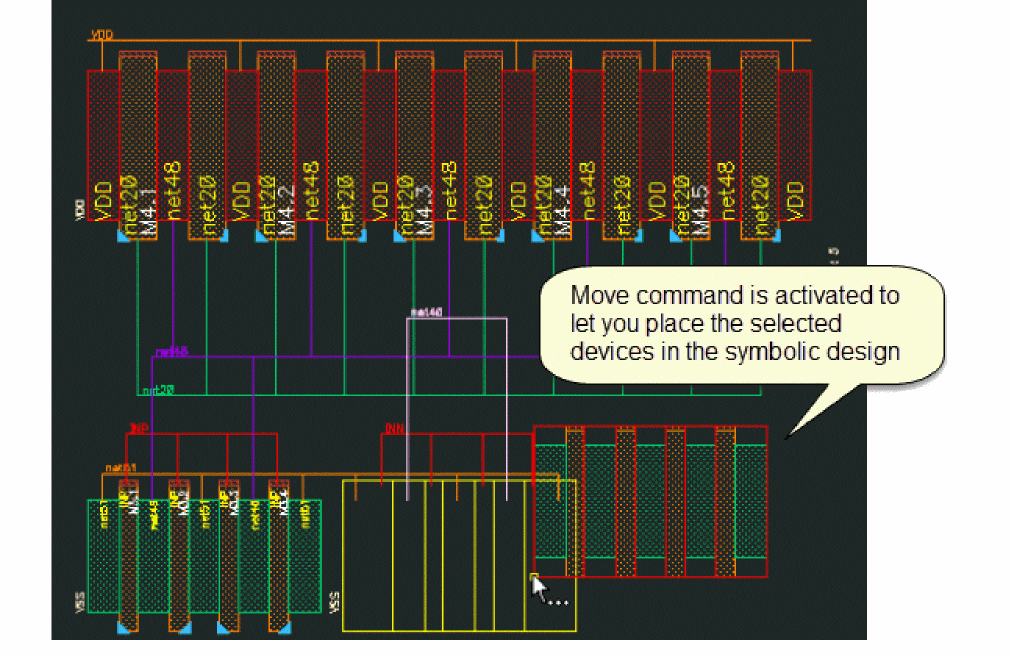 VDD
VDD
net20
M4.1
net48
net20
VDD
net20
M4.2
net48
net20
VDD
net20
M4.3
net48
net20
VDD
net20
M4.4
net48
net20
VDD
net20
M4.5
net48
net20
VDD
VDD
Move command is activated to
let you place the selected
devices in the symbolic design
net40
net48
net20
INP
INN
net61
VSS
VSS